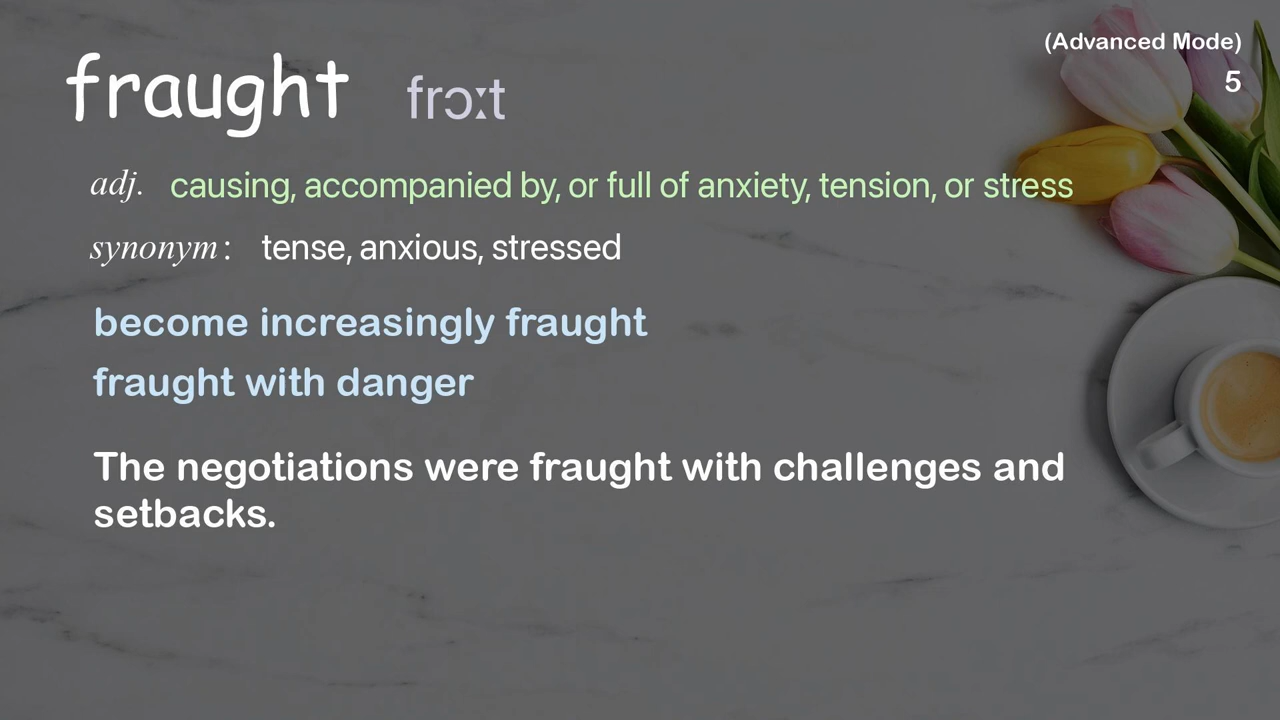 (Advanced Mode)
5
fraught frɔːt
adj. causing, accompanied by, or full of anxiety, tension, or stress
synonym: tense, anxious, stressed
become increasingly fraught
fraught with danger
The negotiations were fraught with challenges and
setbacks.